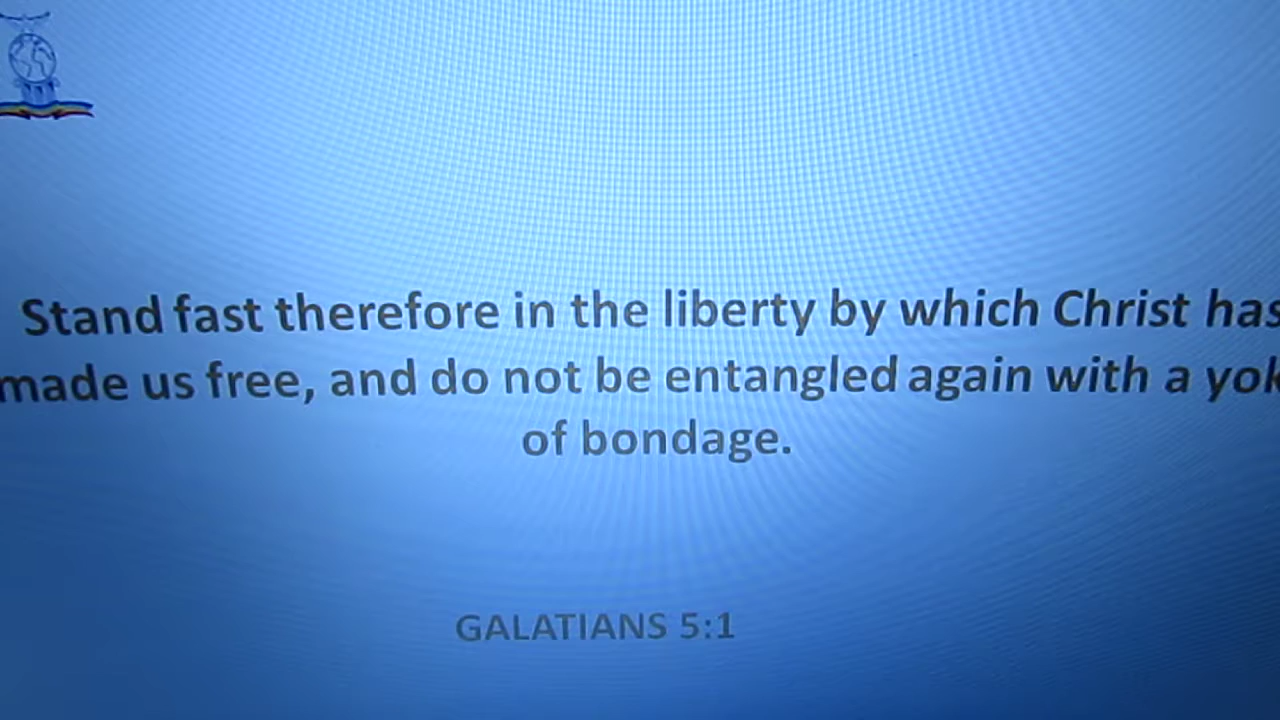 Stand fast therefore in the liberty by which Christ has
made us free, and do not be entangled again with a yok
of bondage.
GALATIANS 5:1